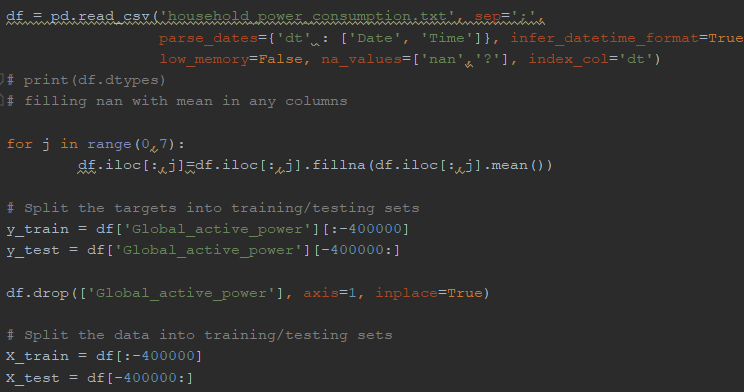 df = pd.read_csv('household_power_consumption.txt', sep=';',
parse_dates={'dt' : ['Date', 'Time']}, infer_datetime_format=True
low_memory=False, na_values=['nan','?'], index_col='dt')
# print(df.dtypes)
# filling nan with mean in any columns
for j in range(0,7):
df.iloc[:,j]=df.iloc[:,j].fillna(df.iloc[:,j].mean())
# Split the targets into training/testing sets
y_train = df['Global_active_power'][:-400000]
y_test = df['Global_active_power'][-400000:]
df.drop(['Global_active_power'], axis=1, inplace=True)
# Split the data into training/testing sets
X_train = df[:-400000]
X_test = df[-400000:]